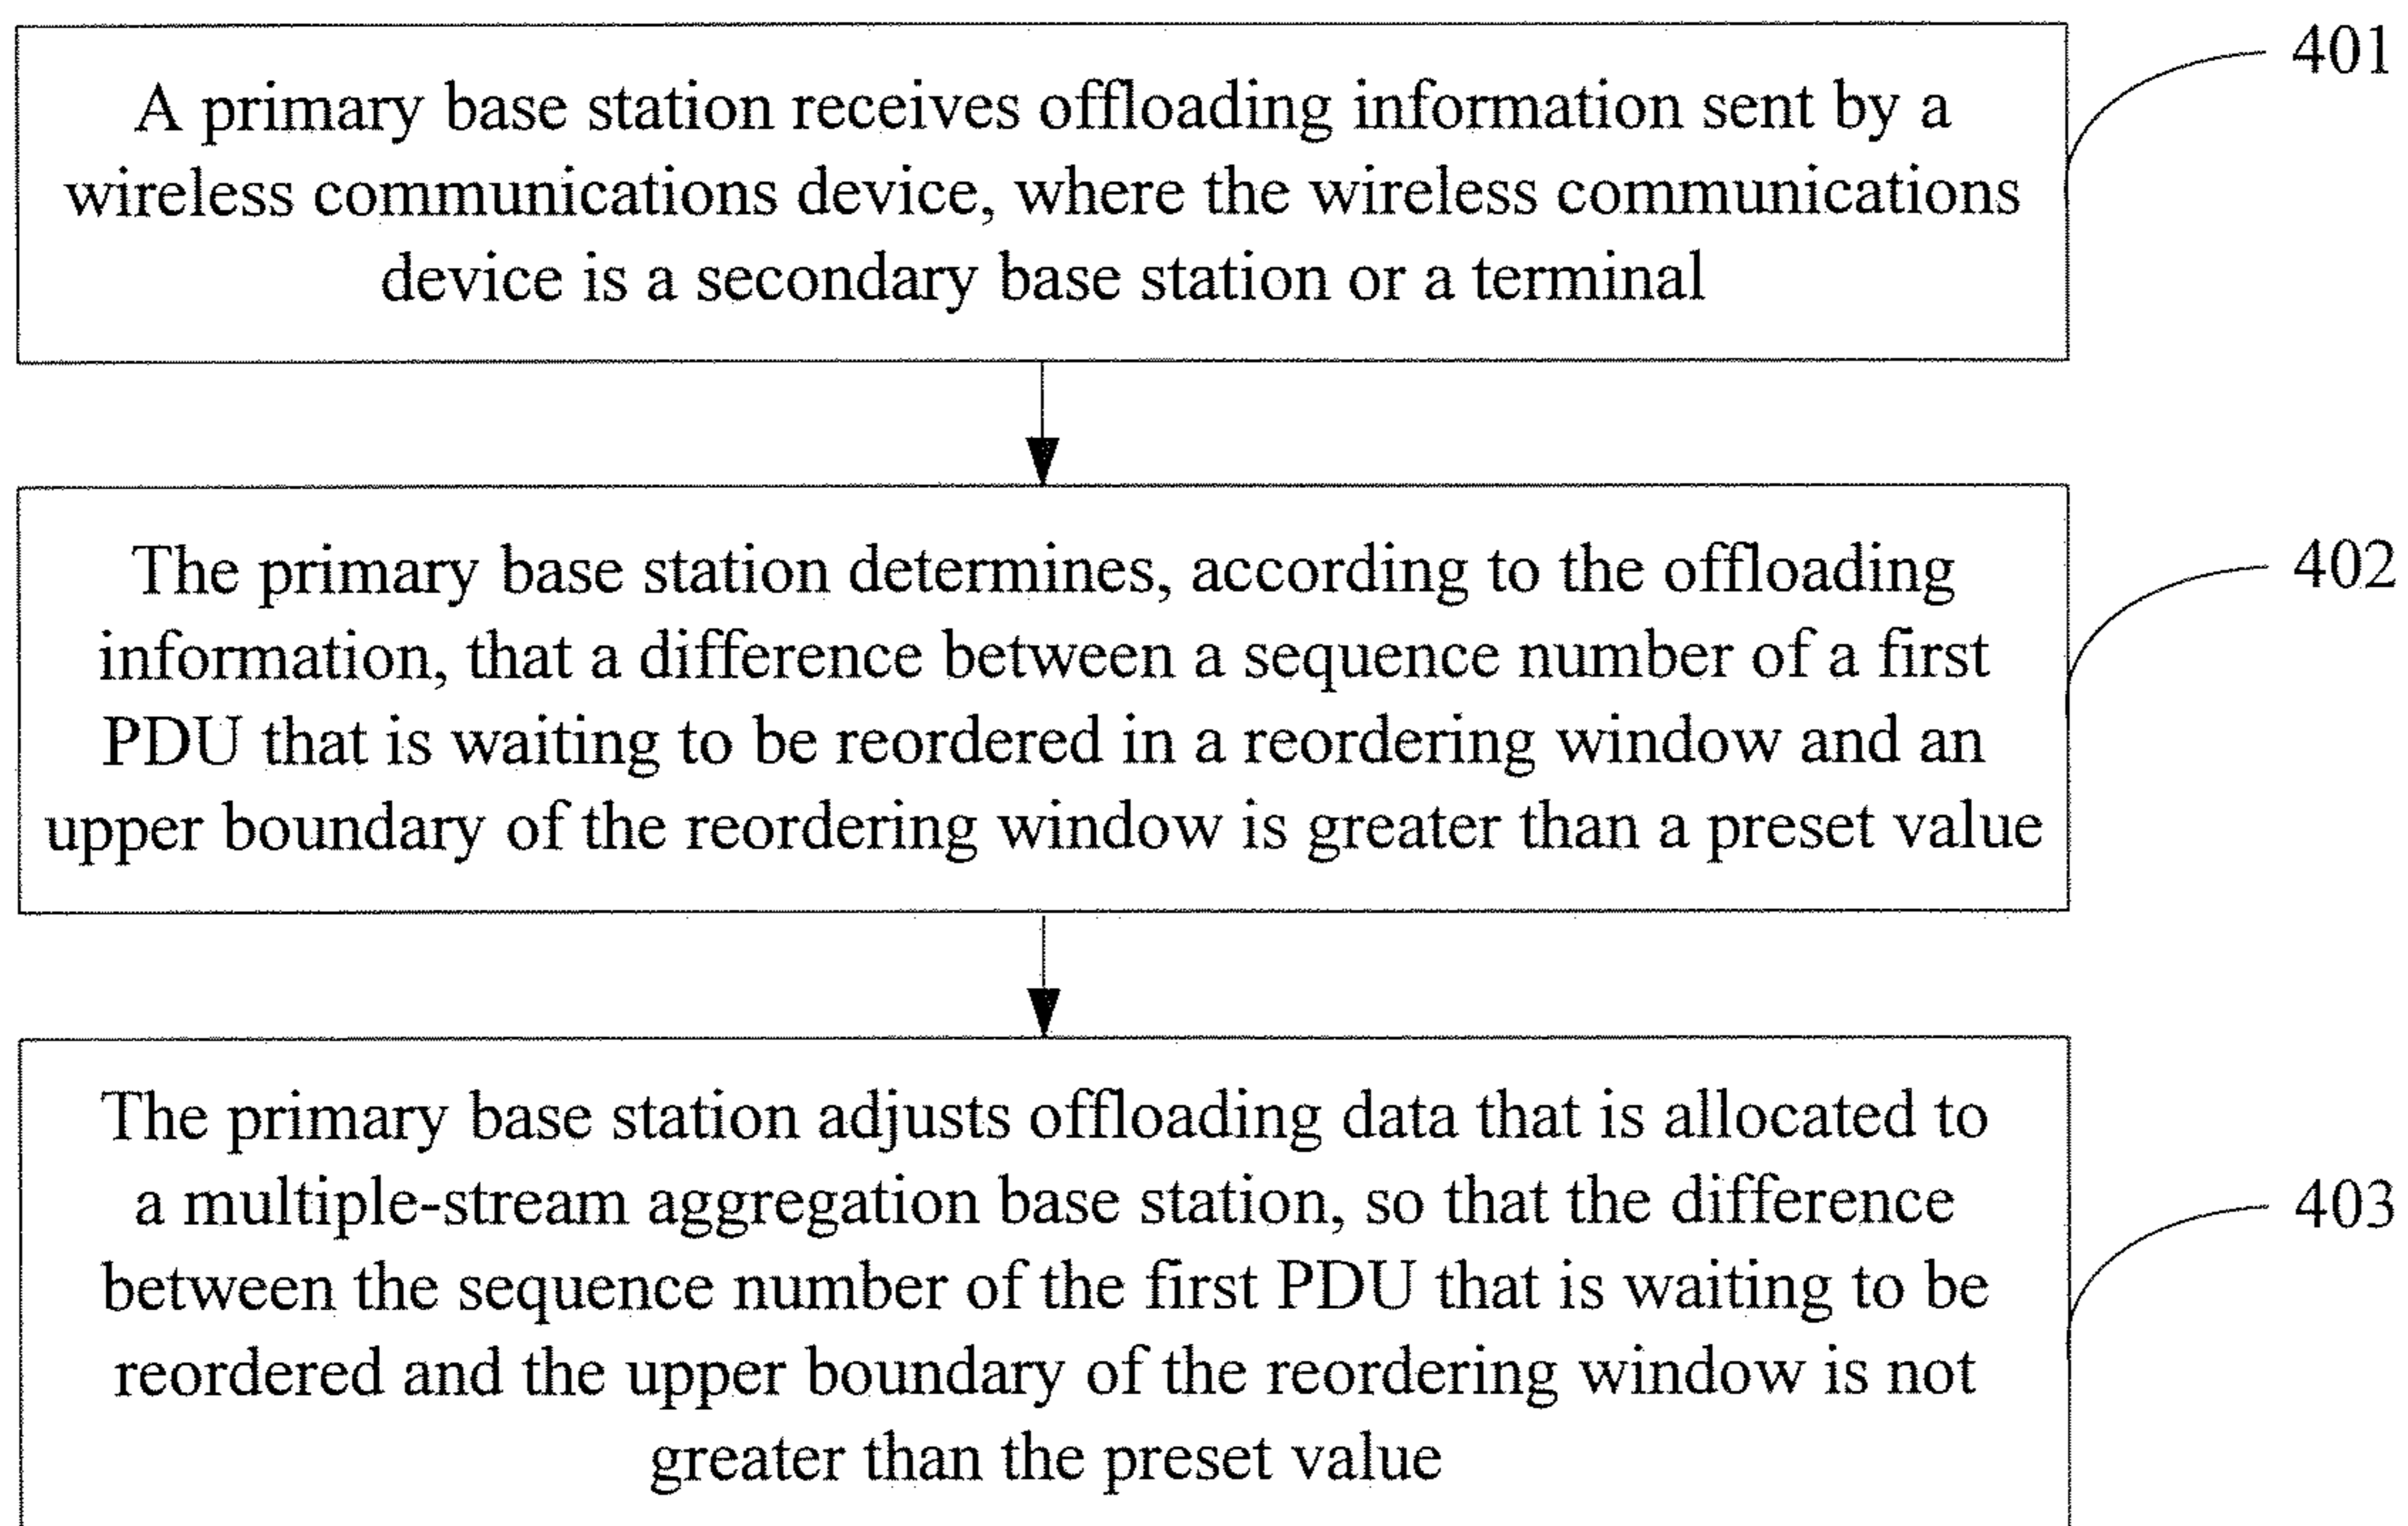 A primary base station receives offloading information sent by a
wireless communications device, where the wireless communications
device is a secondary base station or a terminal
401
The primary base station determines, according to the offloading
information, that a difference between a sequence number of a first
PDU that is waiting to be reordered in a reordering window and an
upper boundary of the reordering window is greater than a preset value
402
The primary base station adjusts offloading data that is allocated to
a multiple-stream aggregation base station, so that the difference
between the sequence number of the first PDU that is waiting to be
reordered and the upper boundary of the reordering window is not
greater than the preset value
403